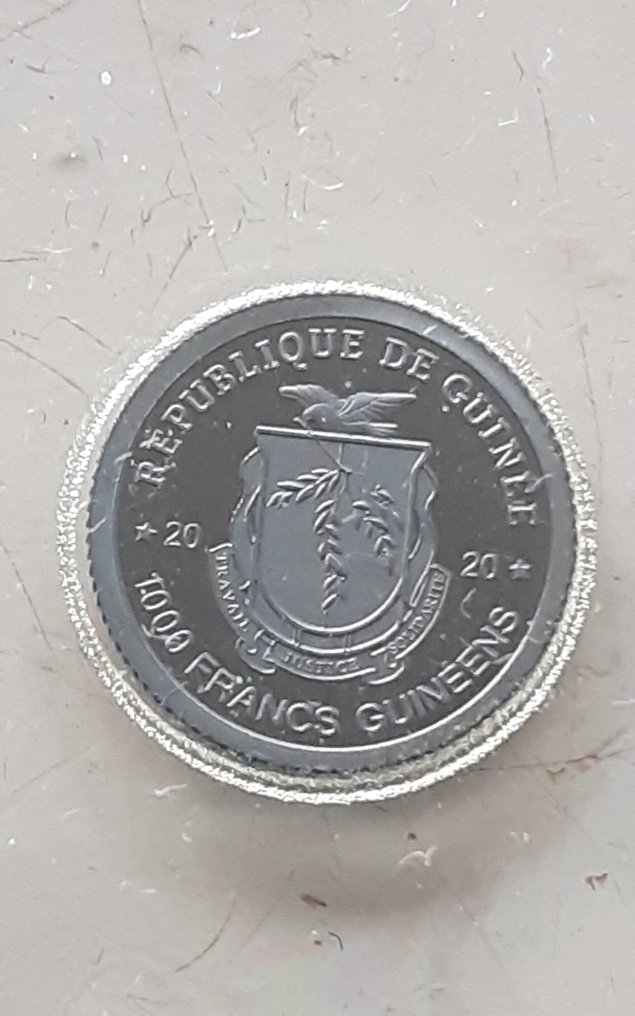 RÉPUBLIQUE DE GUINÉE
★ 20 20 ★
TRAVAIL JUSTICE SOLIDARITÉ
1000 FRANCS GUINÉENS